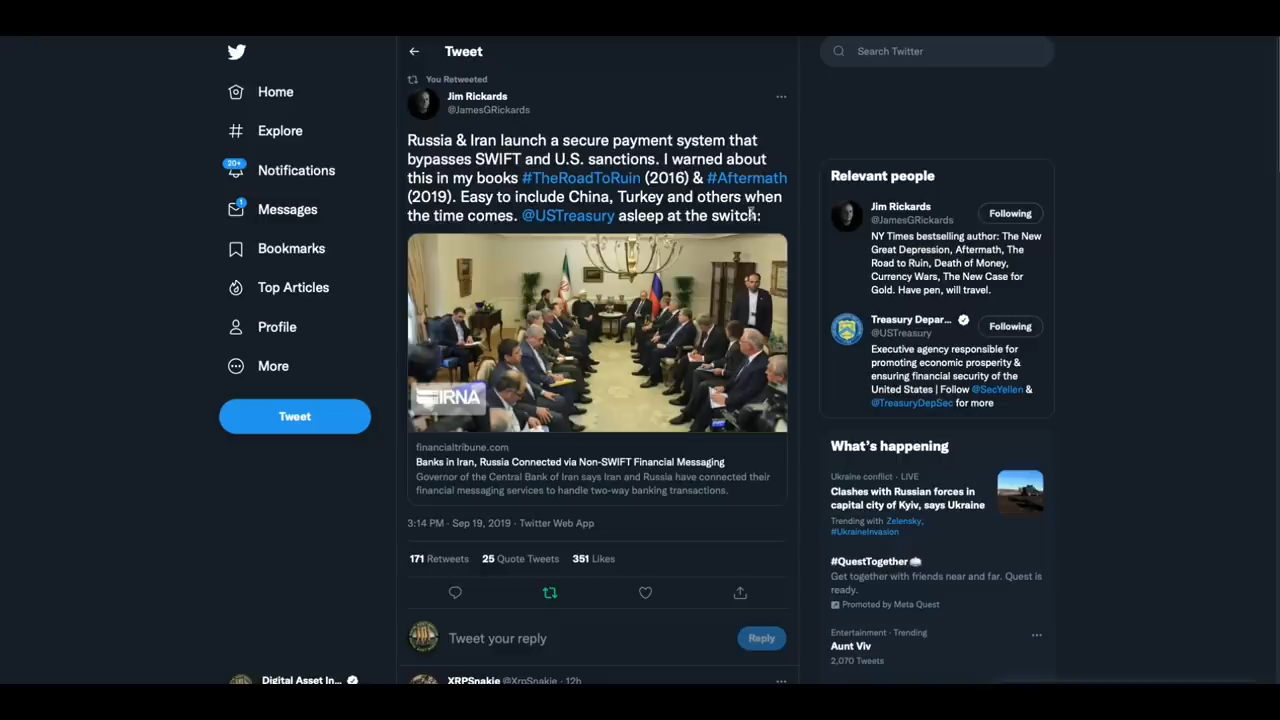 Home
Explore
20+
Notifications
1
Messages
Bookmarks
Top Articles
Profile
More
Tweet
Digital Asset In...
Tweet
You Retweeted
Jim Rickards
@JamesGRickards
Russia & Iran launch a secure payment system that
bypasses SWIFT and U.S. sanctions. I warned about
this in my books #TheRoadToRuin (2016) & #Aftermath
(2019). Easy to include China, Turkey and others when
the time comes. @USTreasury asleep at the switch:
IRNA
financialtribune.com
Banks in Iran, Russia Connected via Non-SWIFT Financial Messaging
Governor of the Central Bank of Iran says Iran and Russia have connected their
financial messaging services to handle two-way banking transactions.
3:14 PM · Sep 19, 2019 · Twitter Web App
171 Retweets 25 Quote Tweets 351 Likes
Tweet your reply
Reply
XRPSnakie @XrpSnakie · 12h
Search Twitter
Relevant people
Jim Rickards
@JamesGRickards
Following
NY Times bestselling author: The New
Great Depression, Aftermath, The
Road to Ruin, Death of Money,
Currency Wars, The New Case for
Gold. Have pen, will travel.
Treasury Depar...
@USTreasury
Following
Executive agency responsible for
promoting economic prosperity &
ensuring financial security of the
United States | Follow @SecYellen &
@TreasuryDepSec for more
What's happening
Ukraine conflict · LIVE
Clashes with Russian forces in
capital city of Kyiv, says Ukraine
Trending with Zelensky,
#UkraineInvasion
#QuestTogether
Get together with friends near and far. Quest is
ready.
Promoted by Meta Quest
Entertainment · Trending
Aunt Viv
2,070 Tweets